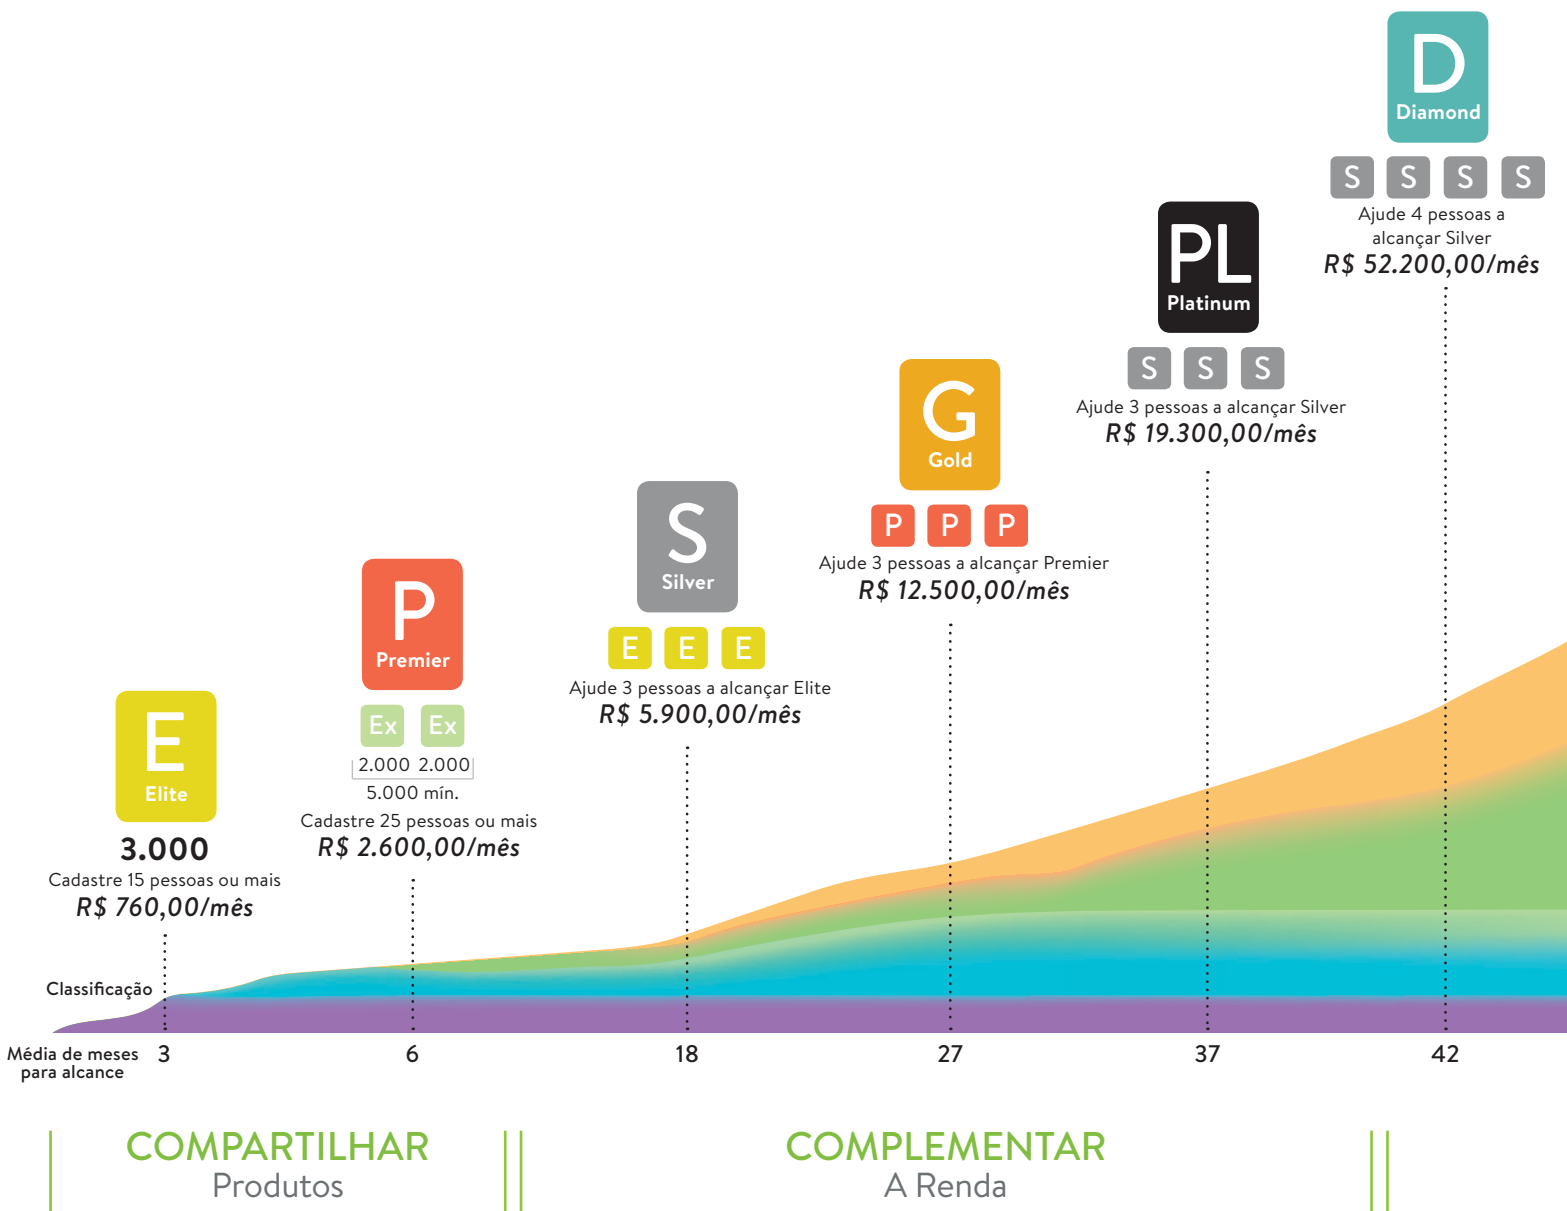 D
Diamond
S S S S
Ajude 4 pessoas a
alcançar Silver
R$ 52.200,00/mês
PL
Platinum
S S S
Ajude 3 pessoas a alcançar Silver
R$ 19.300,00/mês
G
Gold
P P P
Ajude 3 pessoas a alcançar Premier
R$ 12.500,00/mês
S
Silver
E E E
Ajude 3 pessoas a alcançar Elite
R$ 5.900,00/mês
P
Premier
Ex Ex
2.000 2.000
5.000 mín.
Cadastre 25 pessoas ou mais
R$ 2.600,00/mês
E
Elite
3.000
Cadastre 15 pessoas ou mais
R$ 760,00/mês
Classificação
Média de meses
para alcance
3 6 18 27 37 42
COMPARTILHAR
Produtos
COMPLEMENTAR
A Renda